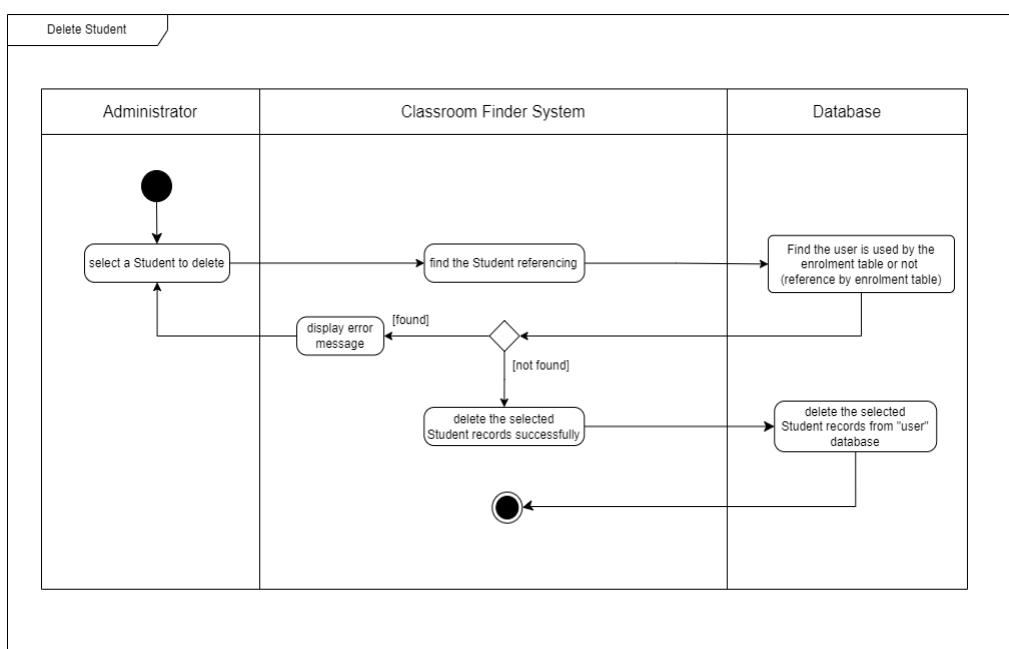 Delete Student
Administrator
Classroom Finder System
Database
select a Student to delete
find the Student referencing
Find the user is used by the
enrolment table or not
(reference by enrolment table)
display error
message
[found]
[not found]
delete the selected
Student records successfully
delete the selected
Student records from "user"
database